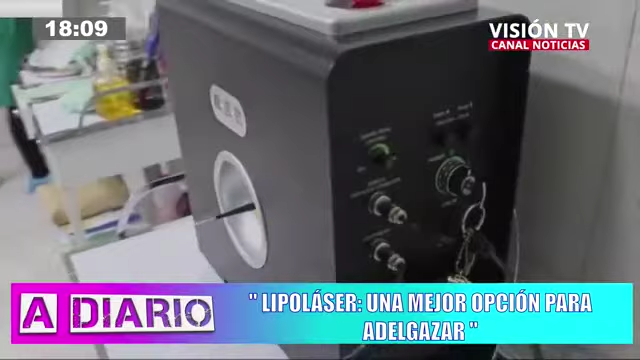 18:09
VISIÓN TV
CANAL NOTICIAS
A DIARIO
" LIPOLÁSER: UNA MEJOR OPCIÓN PARA
ADELGAZAR "